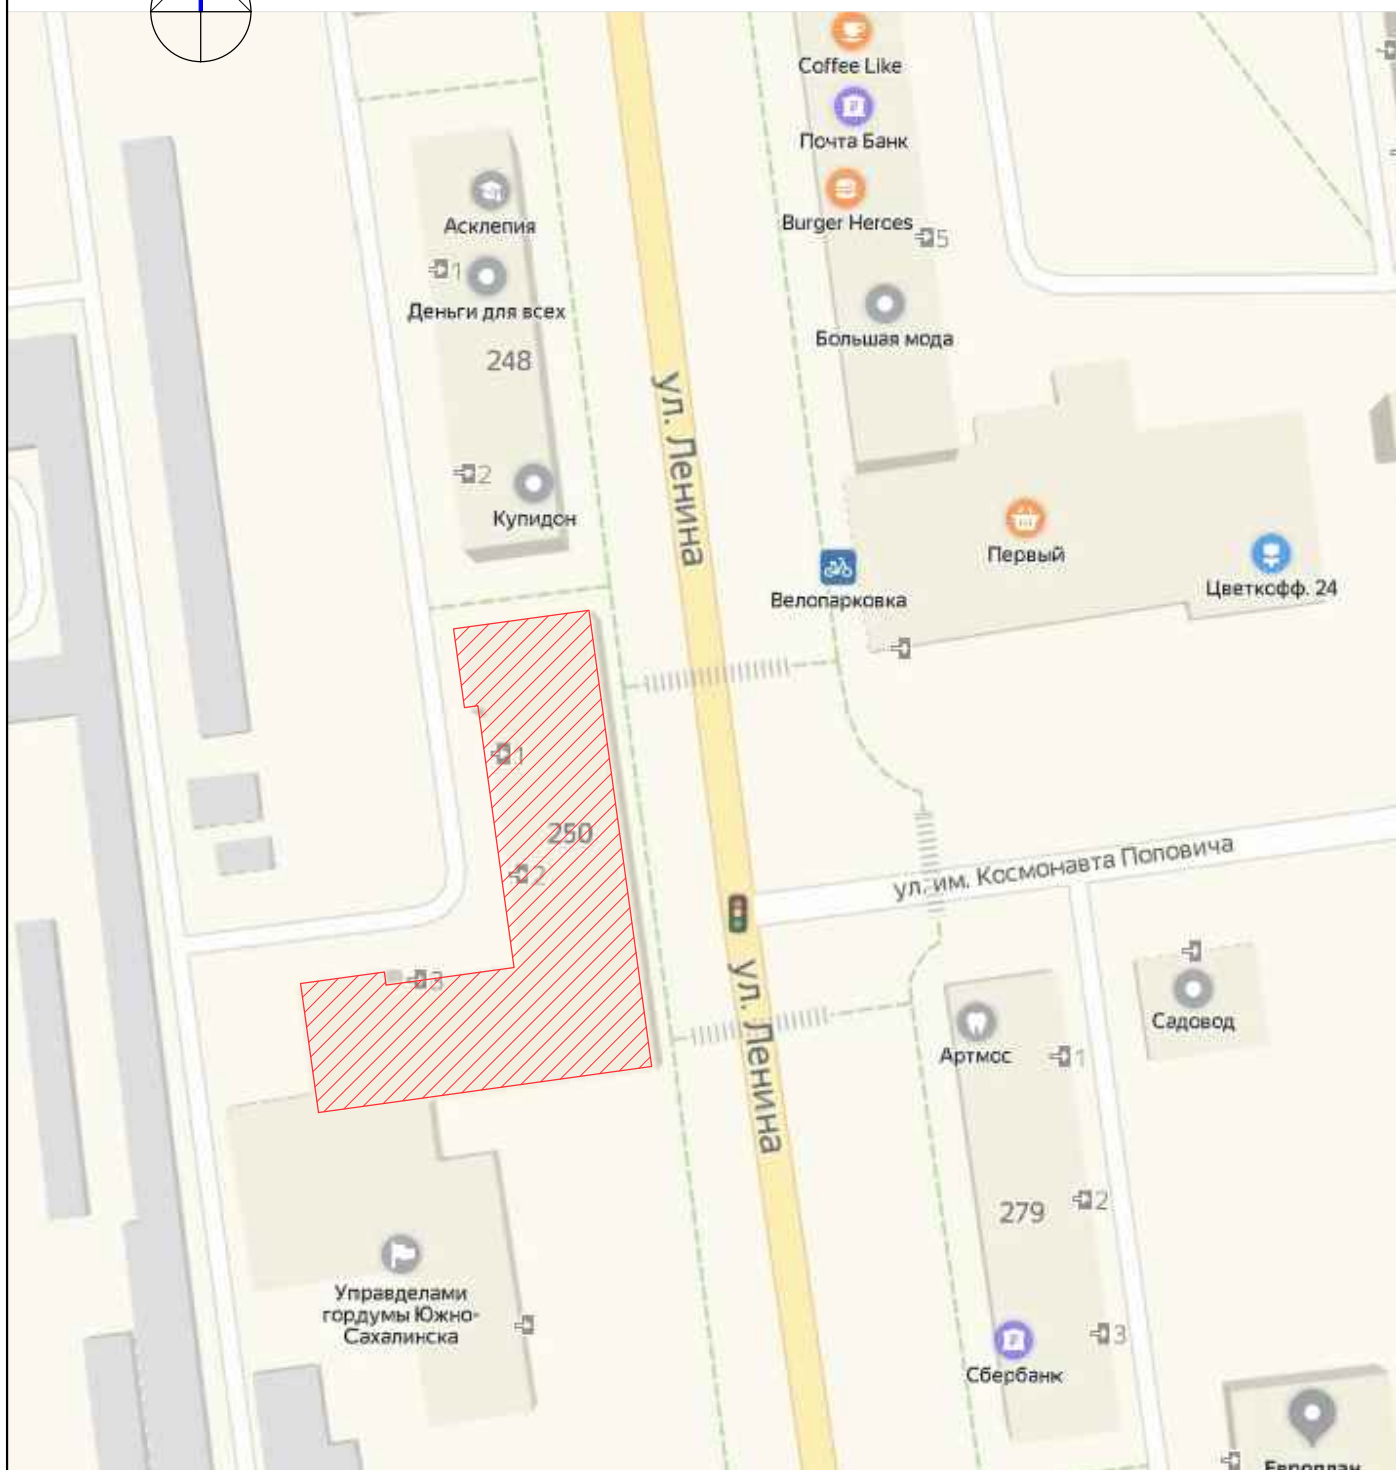 Coffee Like
Почта Банк
Burger Herces
5
Асклепия
1
Деньги для всех
248
Большая мода
ул. Ленина
2
Купидон
Первый
Велопарковка
Цветкофф. 24
1
250
2
ул. им. Космонавта Поповича
3
ул. Ленина
Садовод
Артмос
1
279
2
Управделами
гордумы Южно-
Сахалинска
3
Сбербанк
Европлан